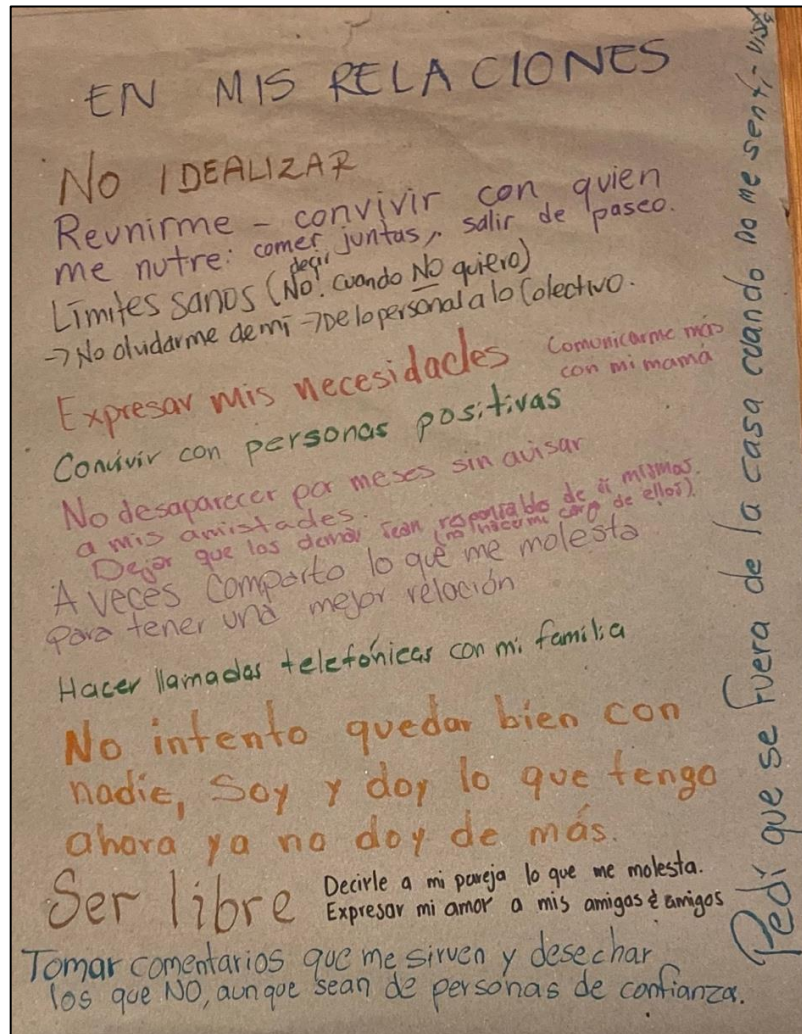 EN MIS RELACIONES
NO IDEALIZAR
Reunirme - convivir con quien
me nutre: comer juntas, salir de paseo.
Límites sanos (decir NO! cuando NO quiero)
→ No oludarme de mi → De lo personal a lo Colectivo.
Expresar mis necesidades
Comunicarme más
con mi mamá
Convivir con personas positivas
No desaparecer por meses sin avisar
a mis amistades.
Dejar que las demás sean responsables de sí mismas.
(no hacerme cargo de ellos)
A veces comparto lo que me molesta
para tener una mejor relación
Hacer llamadas telefónicas con mi familia
No intento quedar bien con
nadie, Soy y doy lo que tengo
ahora ya no doy de más.
Ser libre
Decirle a mi pareja lo que me molesta.
Expresar mi amor a mis amigas & amigos
Tomar comentarios que me sirven y desechar
los que NO, aunque sean de personas de confianza.
Pedí que se fuera de la casa cuando no me sentí vista